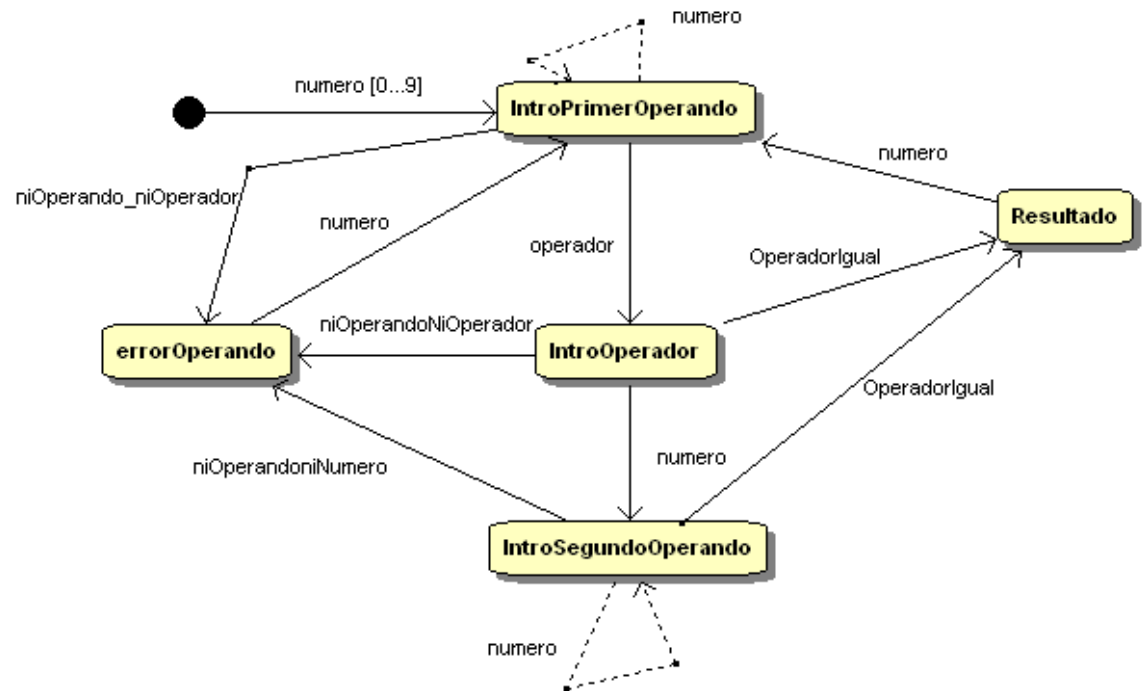 numero
numero [0...9]
IntroPrimerOperando
numero
niOperando_niOperador
numero
Resultado
operador
OperadorIgual
niOperandoNiOperador
errorOperando
IntroOperador
OperadorIgual
niOperandoniNumero
numero
IntroSegundoOperando
numero